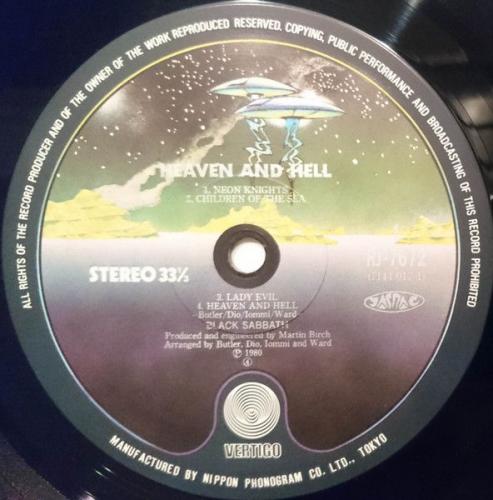 ALL RIGHTS OF THE RECORD PRODUCER AND OF THE OWNER OF THE WORK REPRODUCED RESERVED. COPYING, PUBLIC PERFORMANCE AND BROADCASTING OF THIS RECORD PROHIBITED
HEAVEN AND HELL
1. NEON KNIGHTS
2. CHILDREN OF THE SEA
STEREO 33⅓
RJ-7672
JASRAC
3. LADY EVIL
4. HEAVEN AND HELL
–Butler/Dio/Iommi/Ward–
BLACK SABBATH
Produced and engineered by Martin Birch
Arranged by Butler, Dio, Iommi and Ward
℗ 1980
④
VERTIGO
MANUFACTURED BY NIPPON PHONOGRAM CO. LTD., TOKYO